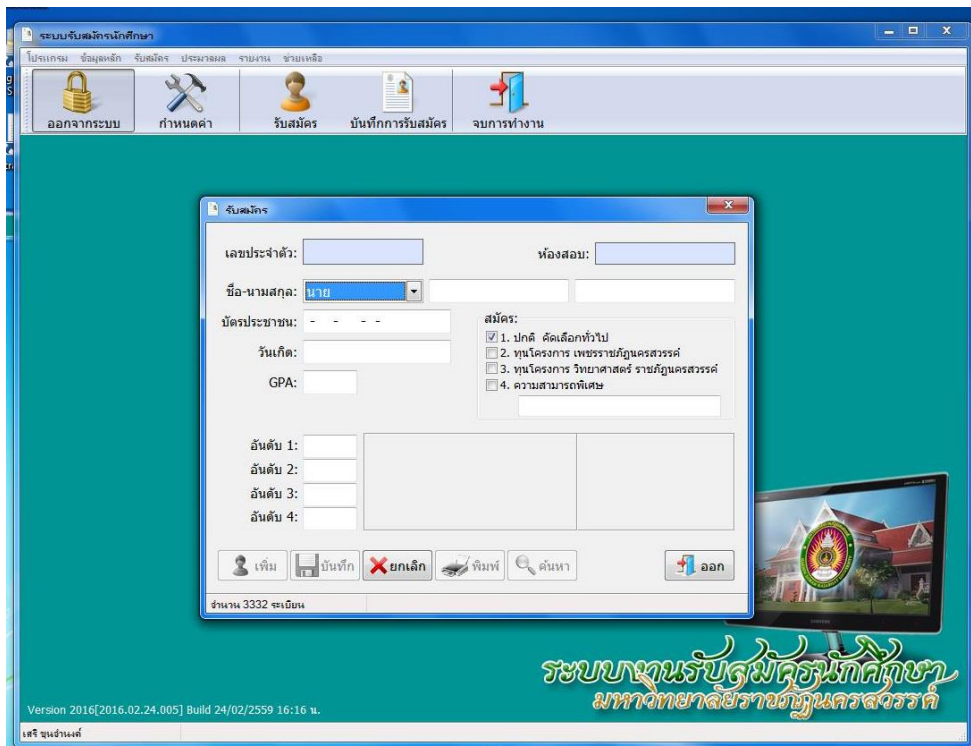 ระบบรับสมัครนักศึกษา
โปรแกรม ข้อมูลหลัก รับสมัคร ประมวลผล รายงาน ช่วยเหลือ
ออกจากระบบ กำหนดค่า รับสมัคร บันทึกการรับสมัคร จบการทำงาน
รับสมัคร
เลขประจำตัว: ห้องสอบ:
ชื่อ-นามสกุล: นาย
บัตรประชาชน: - - - -
สมัคร:
1. ปกติ คัดเลือกทั่วไป
วันเกิด:
2. ทุนโครงการ เพชรราชภัฏนครสวรรค์
3. ทุนโครงการ วิทยาศาสตร์ ราชภัฏนครสวรรค์
GPA:
4. ความสามารถพิเศษ
อันดับ 1:
อันดับ 2:
อันดับ 3:
อันดับ 4:
เพิ่ม บันทึก ยกเลิก พิมพ์ ค้นหา ออก
จำนวน 3332 ระเบียน
ระบบงานรับสมัครนักศึกษา
มหาวิทยาลัยราชภัฏนครสวรรค์
Version 2016[2016.02.24.005] Build 24/02/2559 16:16 น.
เสรี ขุนอำนงค์